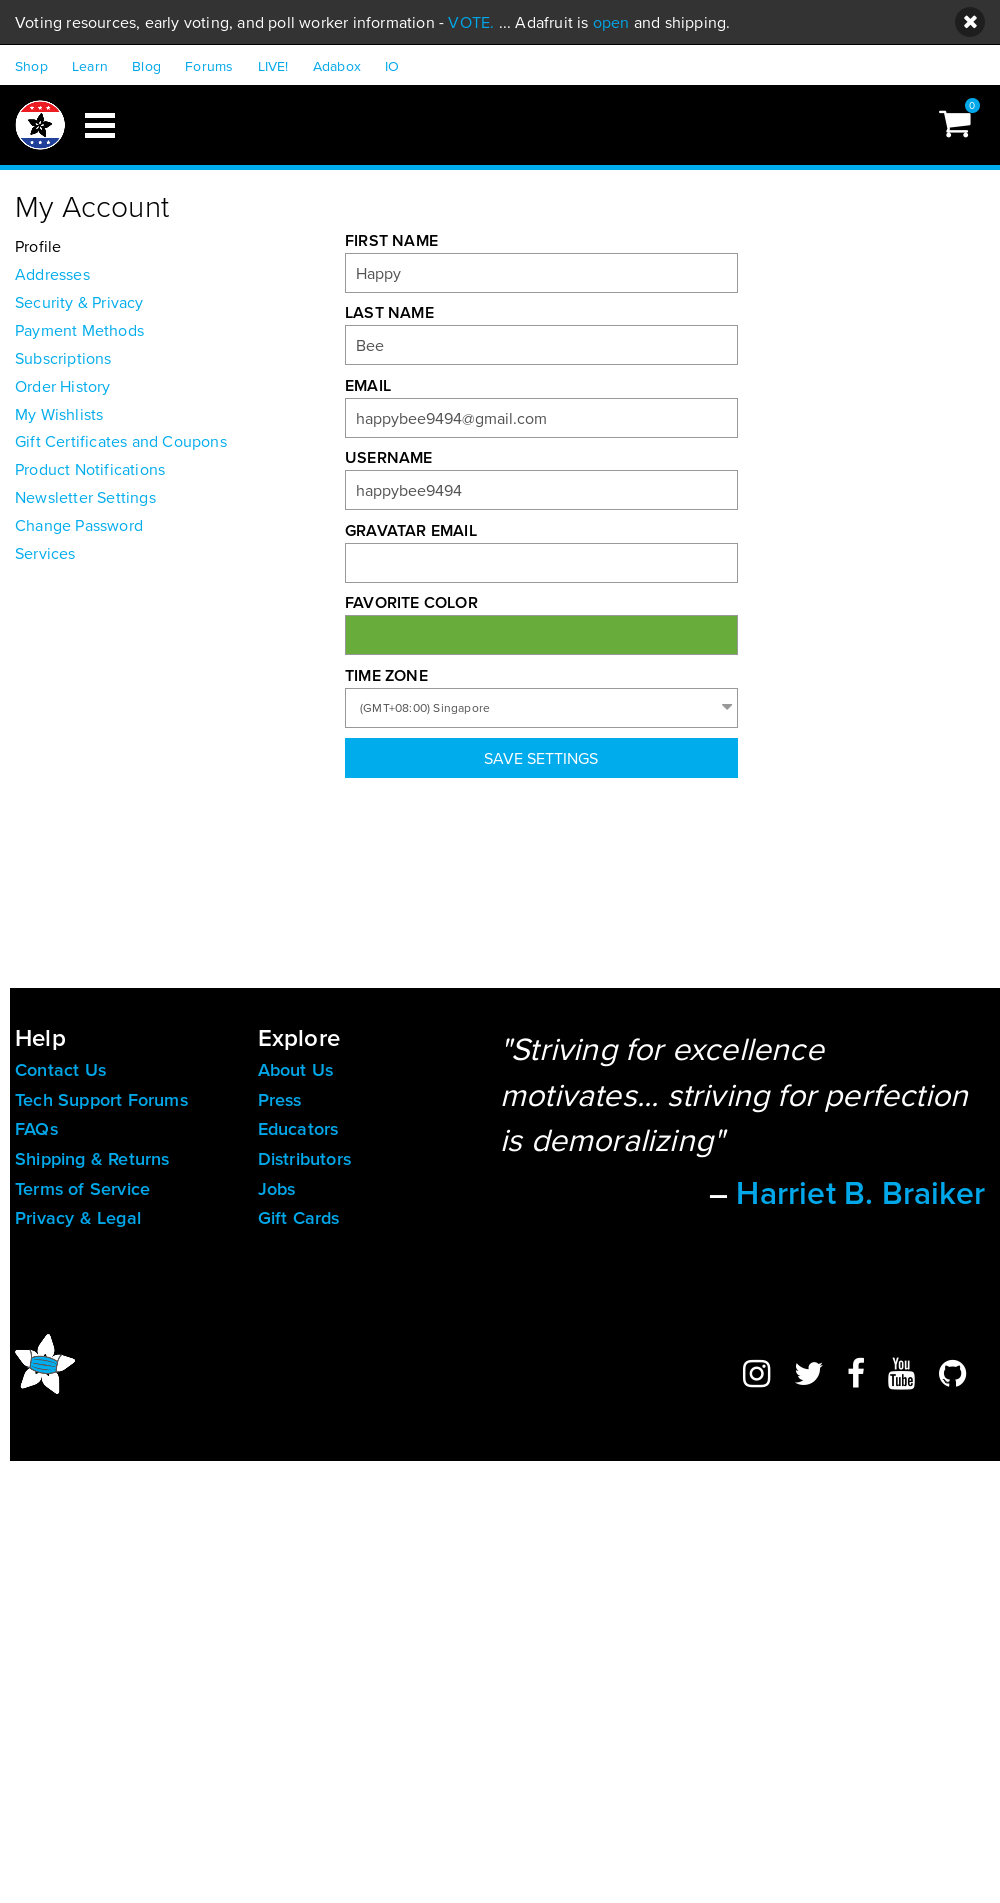 Voting resources, early voting, and poll worker information - VOTE. ... Adafruit is open and shipping.
Shop Learn Blog Forums LIVE! Adabox IO
0
My Account
Profile
Addresses
Security & Privacy
Payment Methods
Subscriptions
Order History
My Wishlists
Gift Certificates and Coupons
Product Notifications
Newsletter Settings
Change Password
Services
FIRST NAME
Happy
LAST NAME
Bee
EMAIL
happybee9494@gmail.com
USERNAME
happybee9494
GRAVATAR EMAIL
FAVORITE COLOR
TIME ZONE
(GMT+08:00) Singapore
SAVE SETTINGS
Help
Contact Us
Tech Support Forums
FAQs
Shipping & Returns
Terms of Service
Privacy & Legal
Explore
About Us
Press
Educators
Distributors
Jobs
Gift Cards
"Striving for excellence
motivates... striving for perfection
is demoralizing"
– Harriet B. Braiker
You
Tube